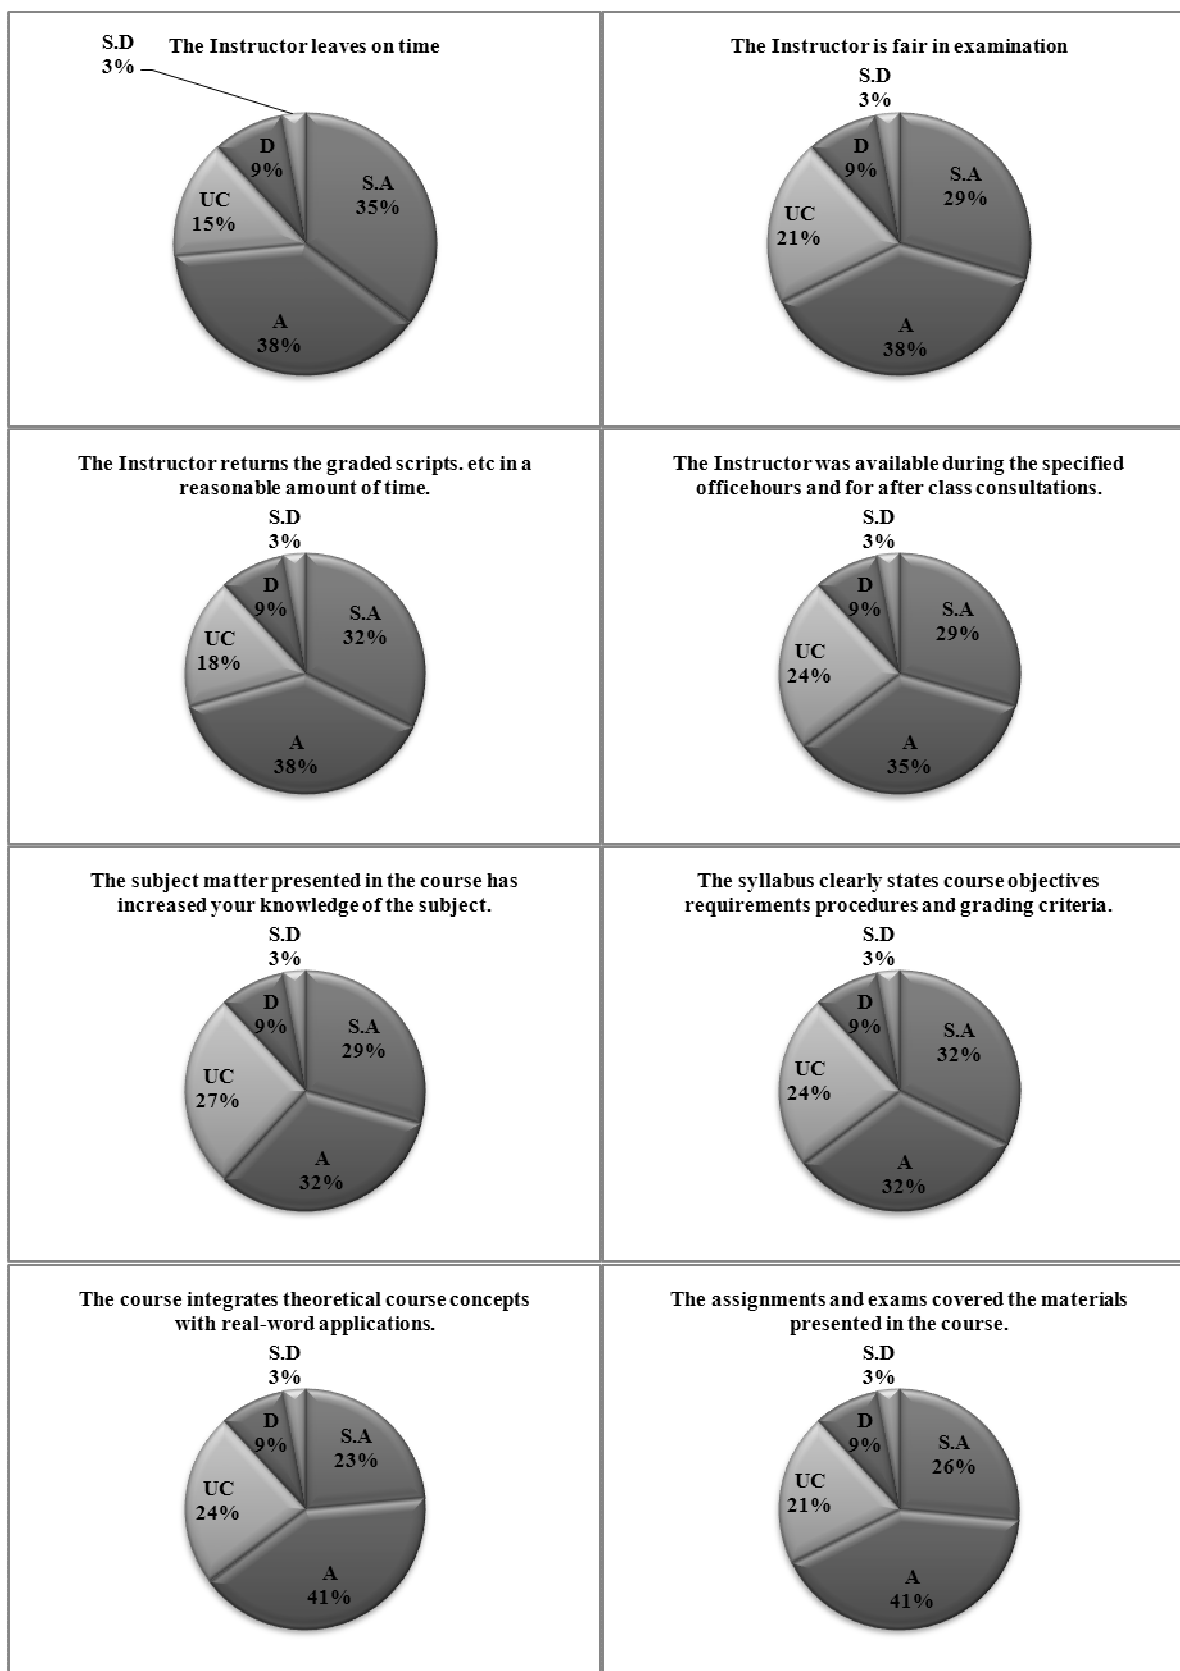 The Instructor leaves on time
S.D
3%
D
9%
S.A
35%
UC
15%
A
38%
The Instructor is fair in examination
S.D
3%
D
9%
S.A
29%
UC
21%
A
38%
The Instructor returns the graded scripts. etc in a
reasonable amount of time.
S.D
3%
D
9%
S.A
32%
UC
18%
A
38%
The Instructor was available during the specified
officehours and for after class consultations.
S.D
3%
D
9%
S.A
29%
UC
24%
A
35%
The subject matter presented in the course has
increased your knowledge of the subject.
S.D
3%
D
9%
S.A
29%
UC
27%
A
32%
The syllabus clearly states course objectives
requirements procedures and grading criteria.
S.D
3%
D
9%
S.A
32%
UC
24%
A
32%
The course integrates theoretical course concepts
with real-word applications.
S.D
3%
D
9%
S.A
23%
UC
24%
A
41%
The assignments and exams covered the materials
presented in the course.
S.D
3%
D
9%
S.A
26%
UC
21%
A
41%